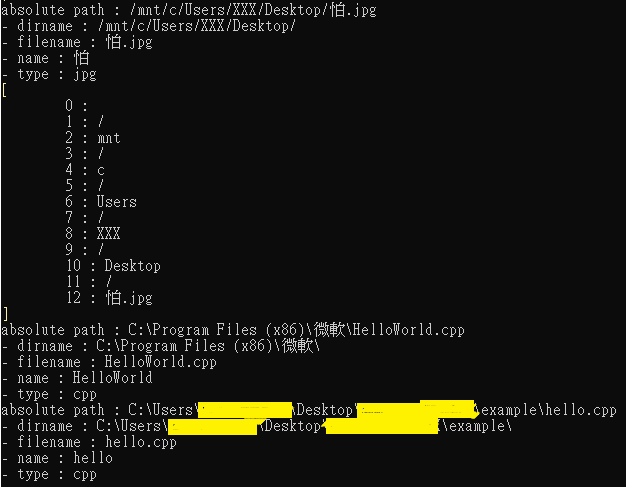 absolute path : /mnt/c/Users/XXX/Desktop/怕.jpg
- dirname : /mnt/c/Users/XXX/Desktop/
- filename : 怕.jpg
- name : 怕
- type : jpg
[
0 :
1 : /
2 : mnt
3 : /
4 : c
5 : /
6 : Users
7 : /
8 : XXX
9 : /
10 : Desktop
11 : /
12 : 怕.jpg
]
absolute path : C:\Program Files (x86)\微軟\HelloWorld.cpp
- dirname : C:\Program Files (x86)\微軟\
- filename : HelloWorld.cpp
- name : HelloWorld
- type : cpp
absolute path : C:\Users\ \Desktop\ \example\hello.cpp
- dirname : C:\Users\ \Desktop \example\
- filename : hello.cpp
- name : hello
- type : cpp